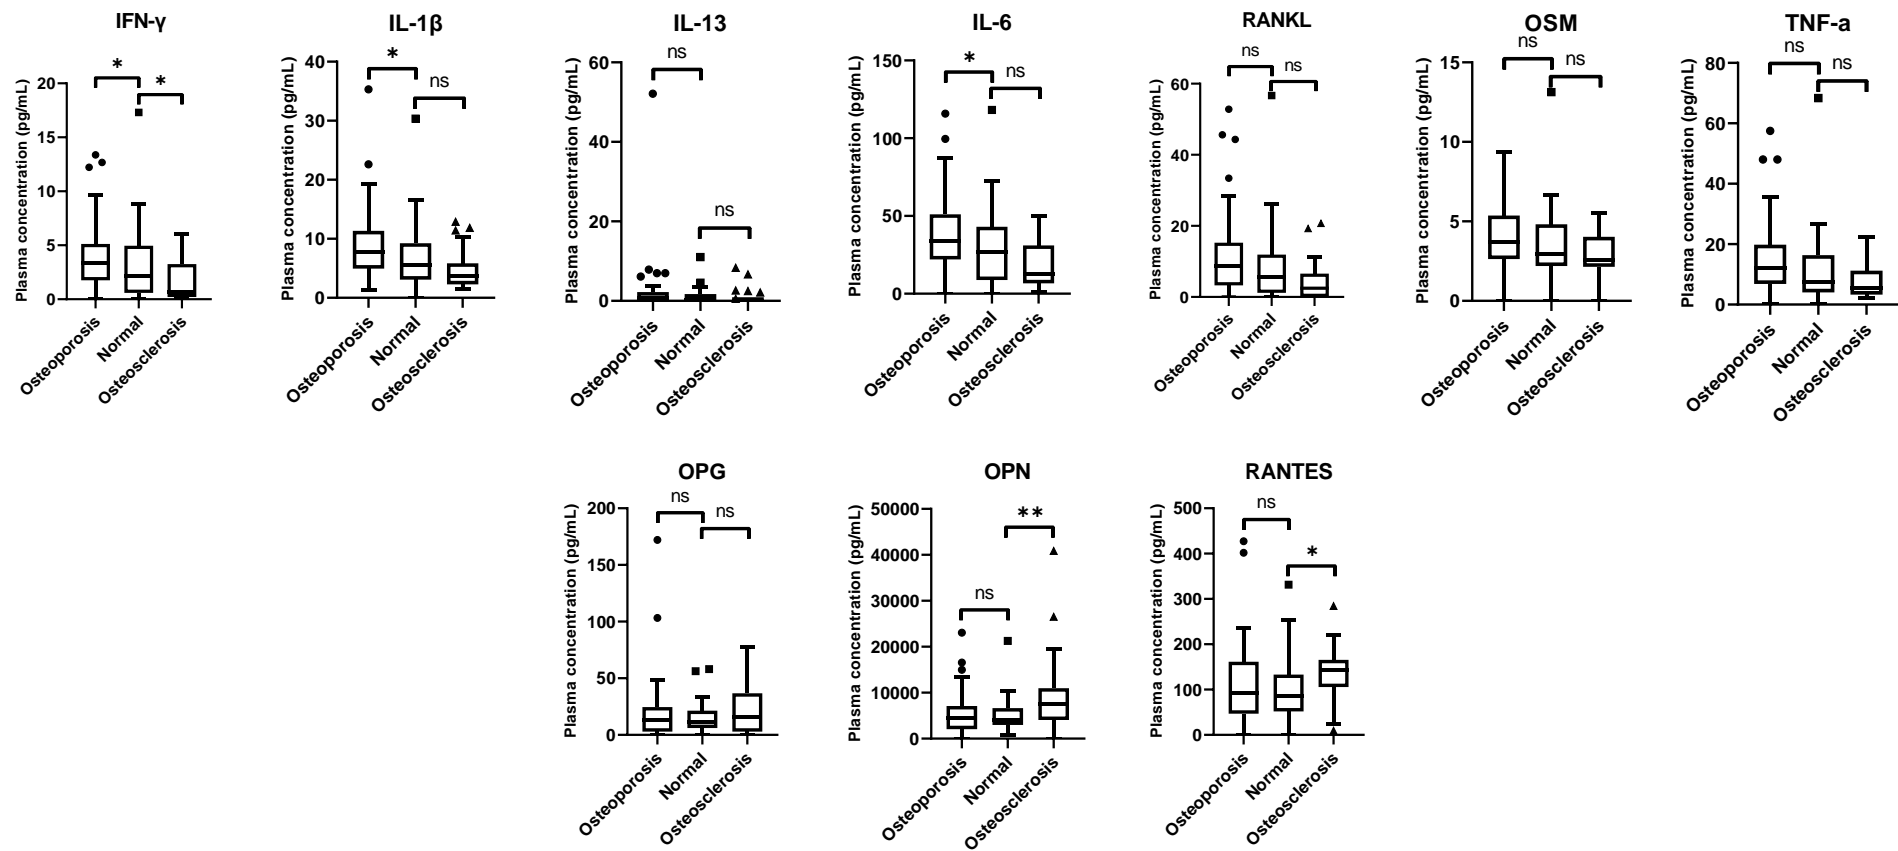 IFN-γ
Plasma concentration (pg/mL)
20
15
10
5
0
*
*
Osteoporosis
Normal
Osteosclerosis
IL-1β
Plasma concentration (pg/mL)
40
30
20
10
0
*
ns
Osteoporosis
Normal
Osteosclerosis
IL-13
Plasma concentration (pg/mL)
60
40
20
0
ns
ns
Osteoporosis
Normal
Osteosclerosis
IL-6
Plasma concentration (pg/mL)
150
100
50
0
*
ns
Osteoporosis
Normal
Osteosclerosis
RANKL
Plasma concentration (pg/mL)
60
40
20
0
ns
ns
Osteoporosis
Normal
Osteosclerosis
OSM
Plasma concentration (pg/mL)
15
10
5
0
ns
ns
Osteoporosis
Normal
Osteosclerosis
TNF-a
Plasma concentration (pg/mL)
80
60
40
20
0
ns
ns
Osteoporosis
Normal
Osteosclerosis
OPG
Plasma concentration (pg/mL)
200
150
100
50
0
ns
ns
Osteoporosis
Normal
Osteosclerosis
OPN
Plasma concentration (pg/mL)
50000
40000
30000
20000
10000
0
ns
**
Osteoporosis
Normal
Osteosclerosis
RANTES
Plasma concentration (pg/mL)
500
400
300
200
100
0
ns
*
Osteoporosis
Normal
Osteosclerosis